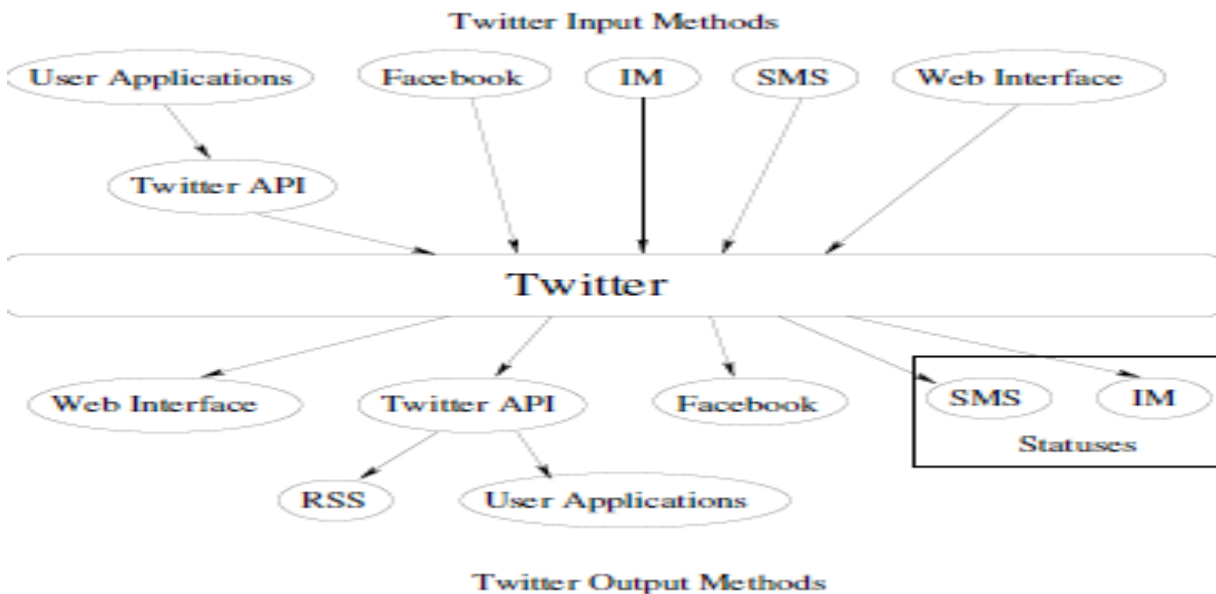 Twitter Input Methods
User Applications
Facebook
IM
SMS
Web Interface
Twitter API
Twitter
Web Interface
Twitter API
Facebook
SMS
IM
Statuses
RSS
User Applications
Twitter Output Methods